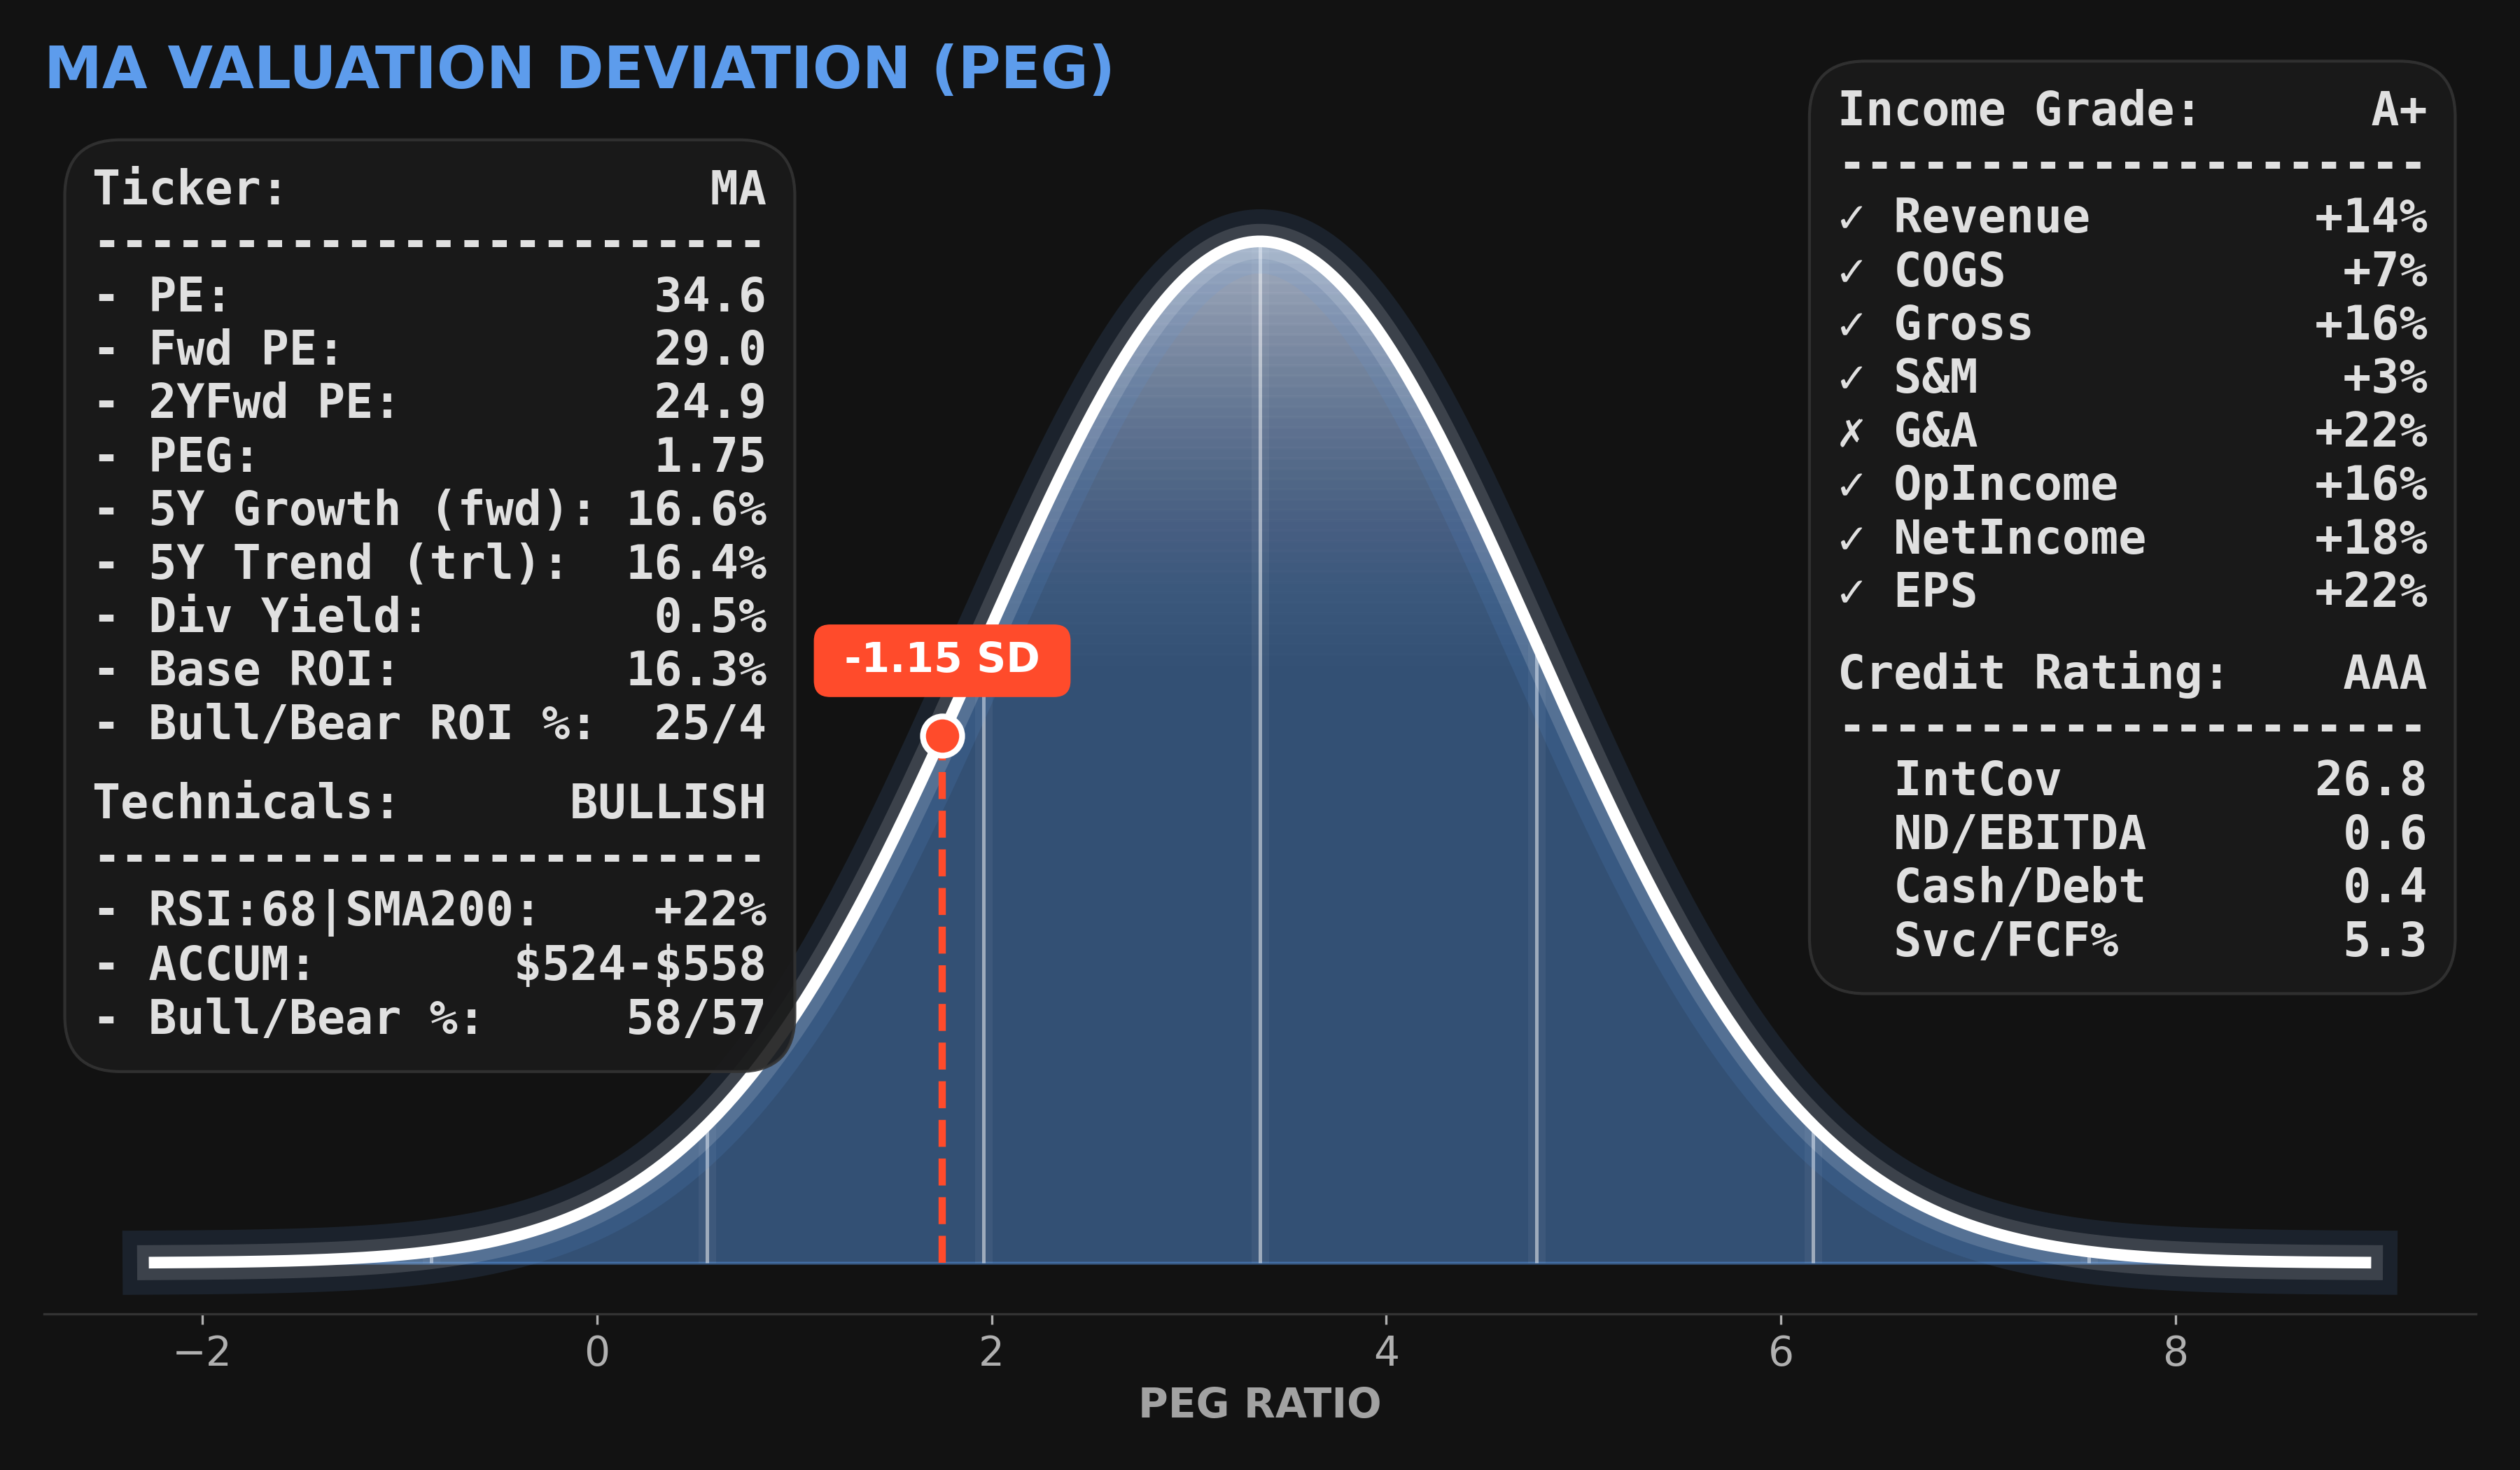 MA VALUATION DEVIATION (PEG)
Ticker: MA
------------------------
- PE: 34.6
- Fwd PE: 29.0
- 2YFwd PE: 24.9
- PEG: 1.75
- 5Y Growth (fwd): 16.6%
- 5Y Trend (trl): 16.4%
- Div Yield: 0.5%
- Base ROI: 16.3%
- Bull/Bear ROI %: 25/4
Technicals: BULLISH
------------------------
- RSI:68|SMA200: +22%
- ACCUM: $524-$558
- Bull/Bear %: 58/57
-1.15 SD
Income Grade: A+
---------------------
✓ Revenue +14%
✓ COGS +7%
✓ Gross +16%
✓ S&M +3%
✗ G&A +22%
✓ OpIncome +16%
✓ NetIncome +18%
✓ EPS +22%
Credit Rating: AAA
---------------------
IntCov 26.8
ND/EBITDA 0.6
Cash/Debt 0.4
Svc/FCF% 5.3
−2 0 2 4 6 8
PEG RATIO